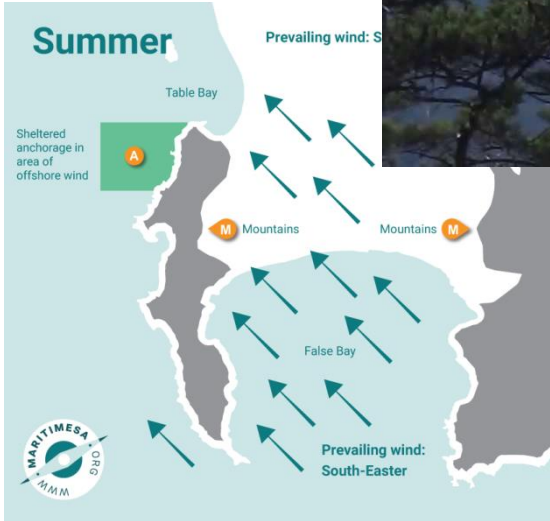 Summer
Prevailing wind: S
Table Bay
Sheltered
anchorage in
area of
offshore wind
A
M Mountains
Mountains M
False Bay
Prevailing wind:
South-Easter
MARITIMESA
.ORG
WWW.